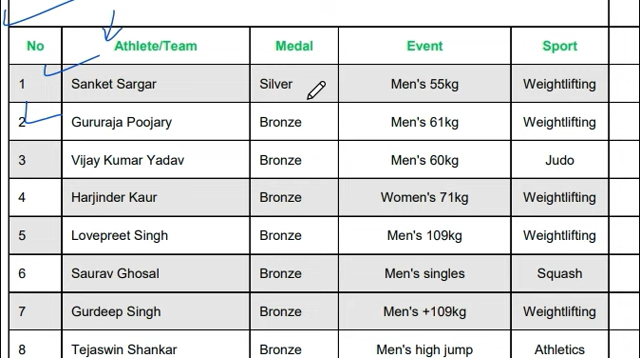 No Athlete/Team Medal Event Sport
1 Sanket Sargar Silver Men's 55kg Weightlifting
2 Gururaja Poojary Bronze Men's 61kg Weightlifting
3 Vijay Kumar Yadav Bronze Men's 60kg Judo
4 Harjinder Kaur Bronze Women's 71kg Weightlifting
5 Lovepreet Singh Bronze Men's 109kg Weightlifting
6 Saurav Ghosal Bronze Men's singles Squash
7 Gurdeep Singh Bronze Men's +109kg Weightlifting
8 Tejaswin Shankar Bronze Men's high jump Athletics